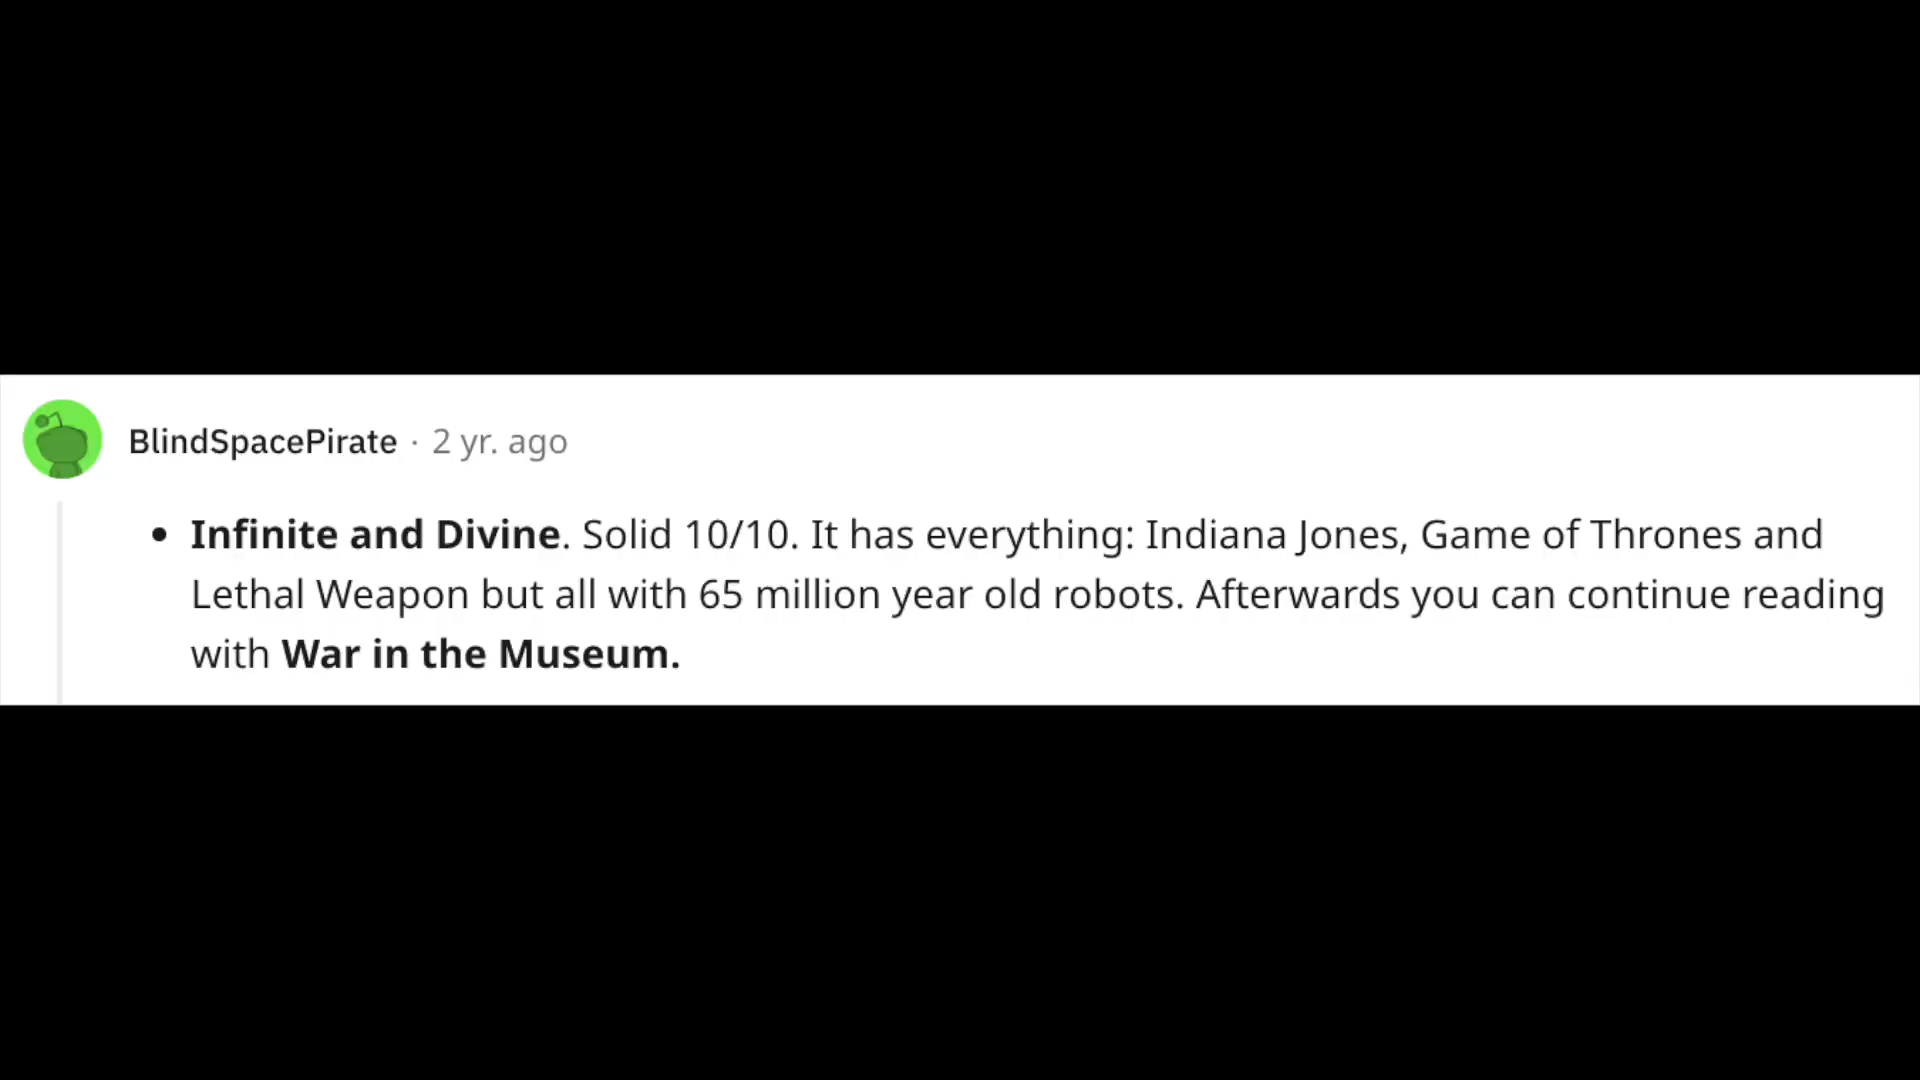 BlindSpacePirate · 2 yr. ago
• Infinite and Divine. Solid 10/10. It has everything: Indiana Jones, Game of Thrones and
Lethal Weapon but all with 65 million year old robots. Afterwards you can continue reading
with War in the Museum.